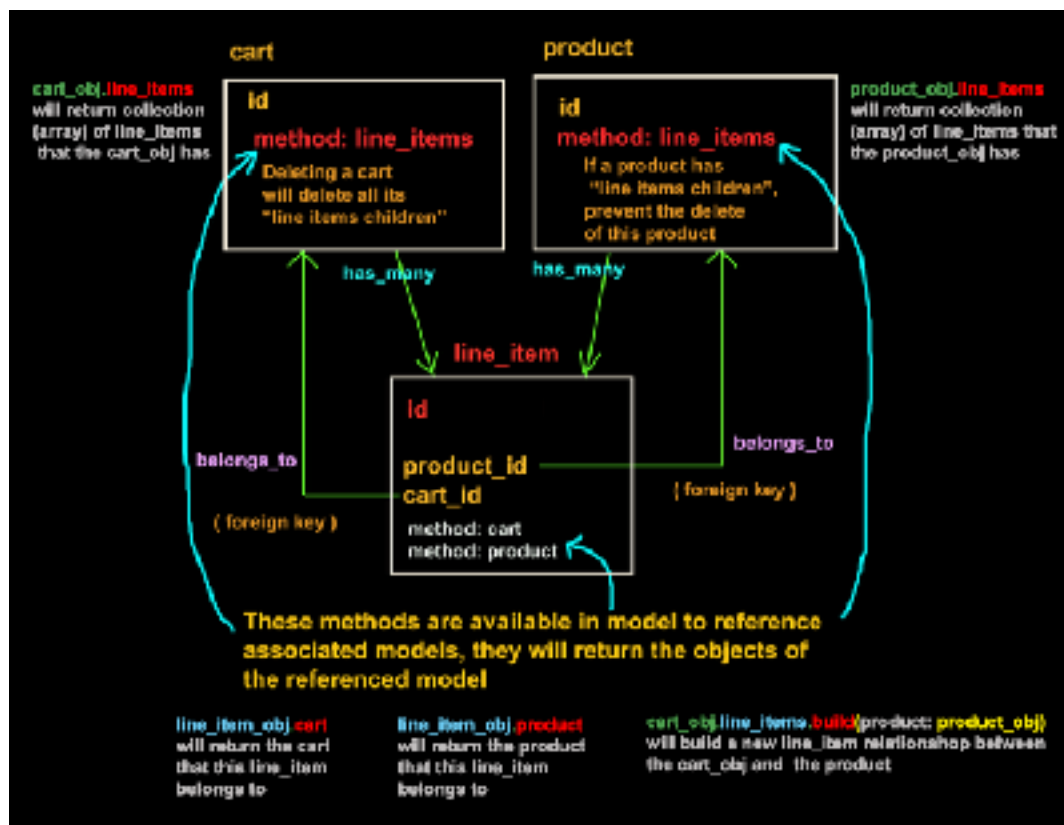 cart
product
cart_obj.line_items
will return collection
(array) of line_items
that the cart_obj has
id
method: line_items
Deleting a cart
will delete all its
"line items children"
id
method: line_items
If a product has
"line items children",
prevent the delete
of this product
product_obj.line_items
will return collection
(array) of line_items that
the product_obj has
has_many
has_many
line_item
id
product_id
cart_id
method: cart
method: product
belongs_to
( foreign key )
belongs_to
( foreign key )
These methods are available in model to reference
associated models, they will return the objects of
the referenced model
line_item_obj.cart
will return the cart
that this line_item
belongs to
line_item_obj.product
will return the product
that this line_item
belongs to
cart_obj.line_items.build(product: product_obj)
will build a new line_item relationshop between
the cart_obj and the product